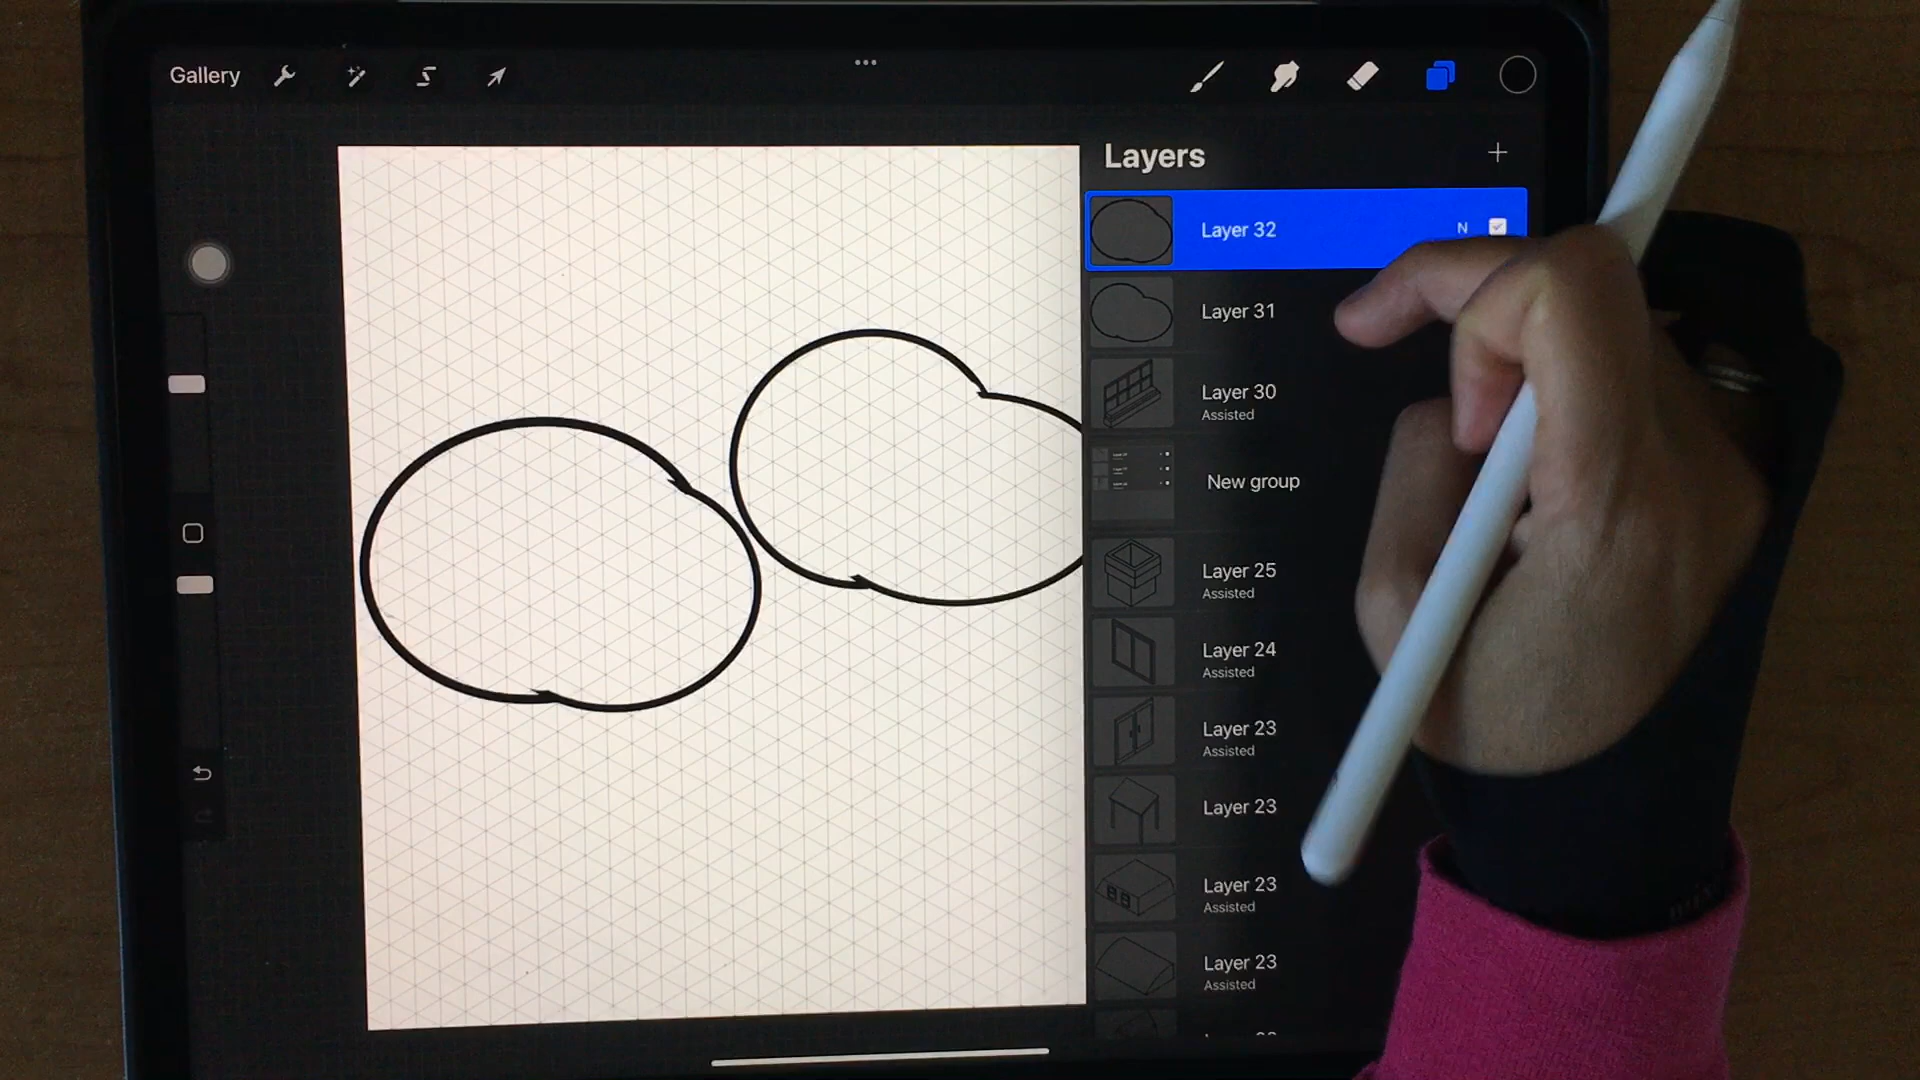 Gallery
Layers
Layer 32
N
Layer 31
Layer 30
Assisted
New group
Layer 25
Assisted
Layer 24
Assisted
Layer 23
Assisted
Layer 23
Layer 23
Assisted
Layer 23
Assisted